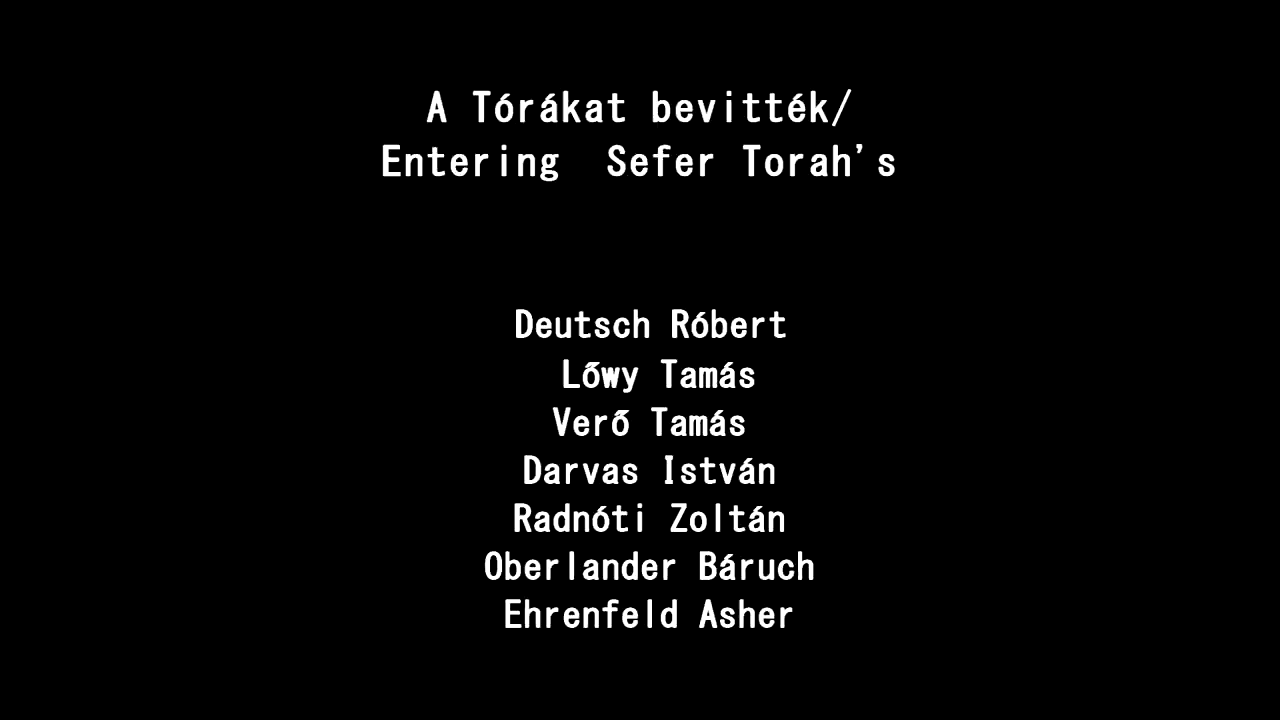 A Tórákat bevitték/
Entering  Sefer Torah's
Deutsch Róbert
Lőwy Tamás
Verő Tamás
Darvas István
Radnóti Zoltán
Oberlander Báruch
Ehrenfeld Asher